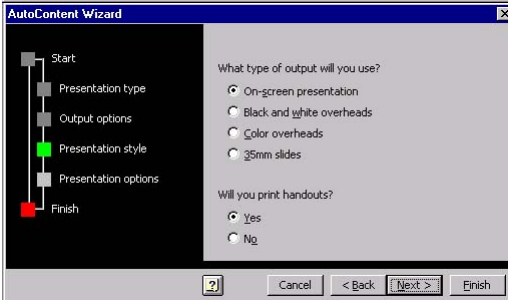 AutoContent Wizard
Start
Presentation type
Output options
Presentation style
Presentation options
Finish
What type of output will you use?
On-screen presentation
Black and white overheads
Color overheads
35mm slides
Will you print handouts?
Yes
No
?
Cancel
< Back
Next >
Finish